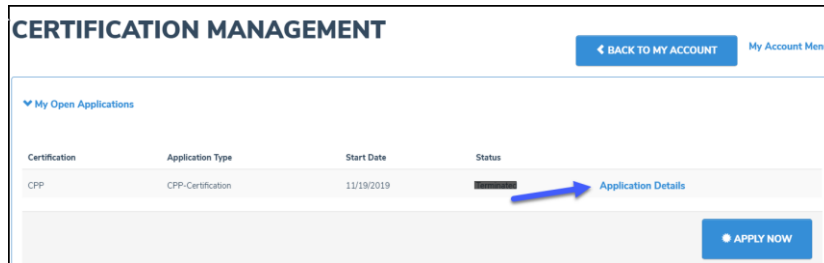 CERTIFICATION MANAGEMENT
BACK TO MY ACCOUNT
My Account Men
My Open Applications
Certification Application Type Start Date Status
CPP CPP-Certification 11/19/2019 Terminated Application Details
APPLY NOW